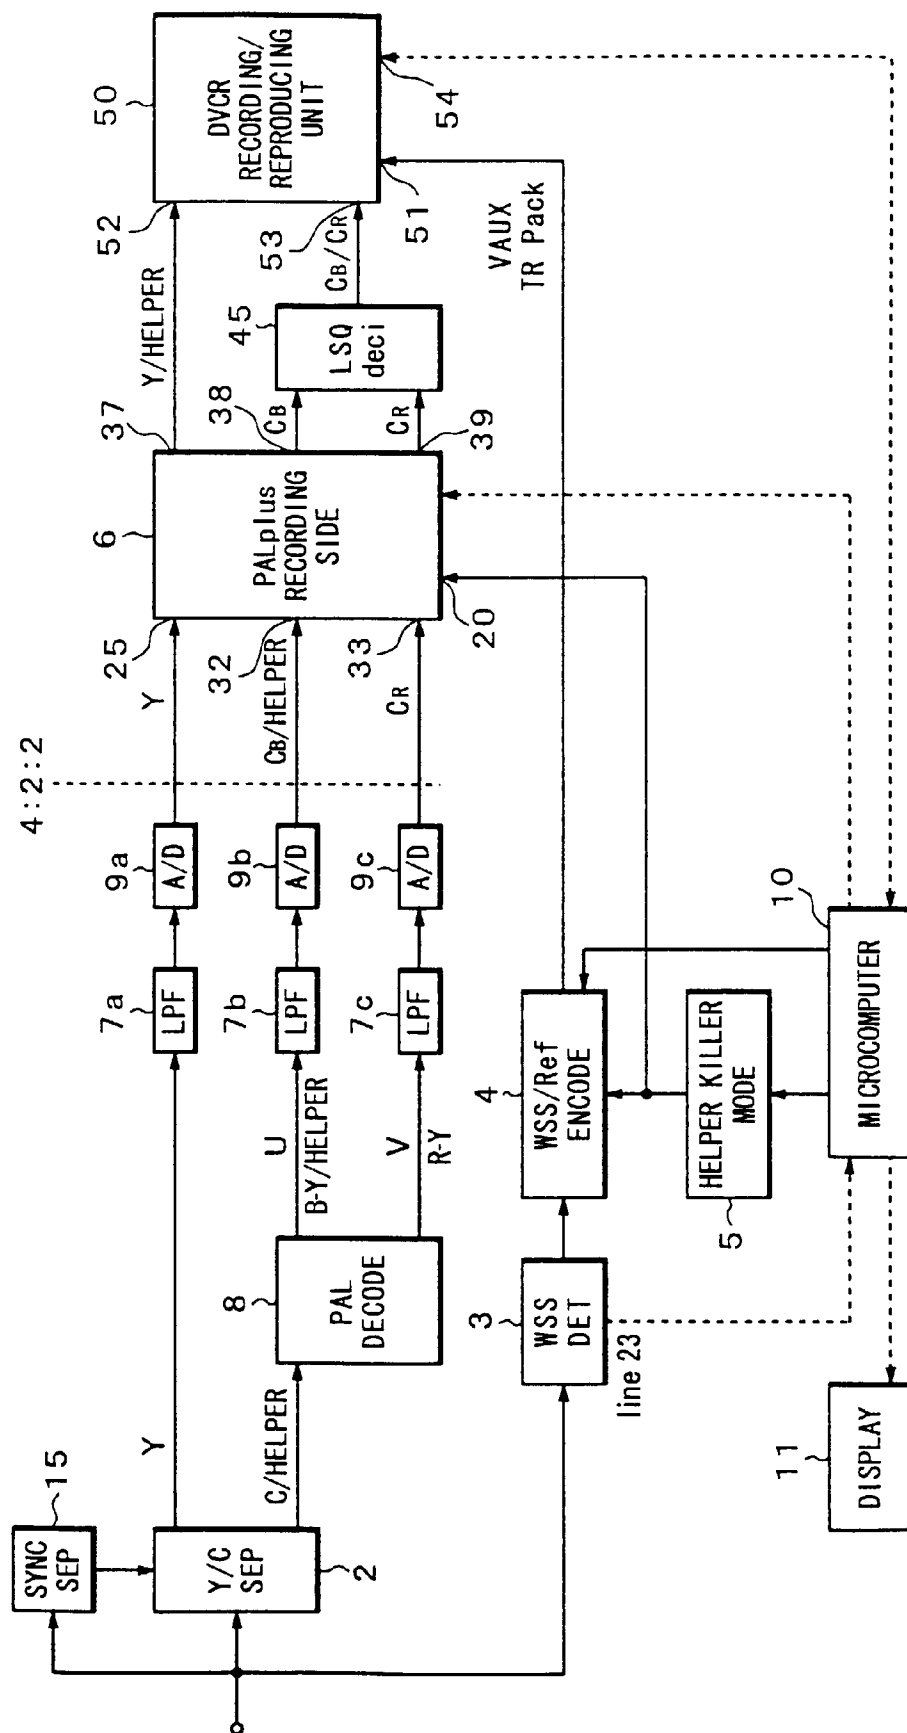 15
SYNC
SEP
Y/C
SEP
2
Y
C/HELPER
8
PAL
DECODE
U
B-Y/HELPER
V
R-Y
7a
LPF
7b
LPF
7c
LPF
9a
A/D
9b
A/D
9c
A/D
4:2:2
Y
CB/HELPER
CR
25
32
33
20
6
PALplus
RECORDING
SIDE
37
38
39
Y/HELPER
CB
CR
45
LSQ
deci
CB/CR
52
53
51
54
50
DVCR
RECORDING/
REPRODUCING
UNIT
VAUX
TR Pack
3
WSS
DET
line 23
4
WSS/Ref
ENCODE
5
HELPER KILLER
MODE
10
MICROCOMPUTER
11
DISPLAY